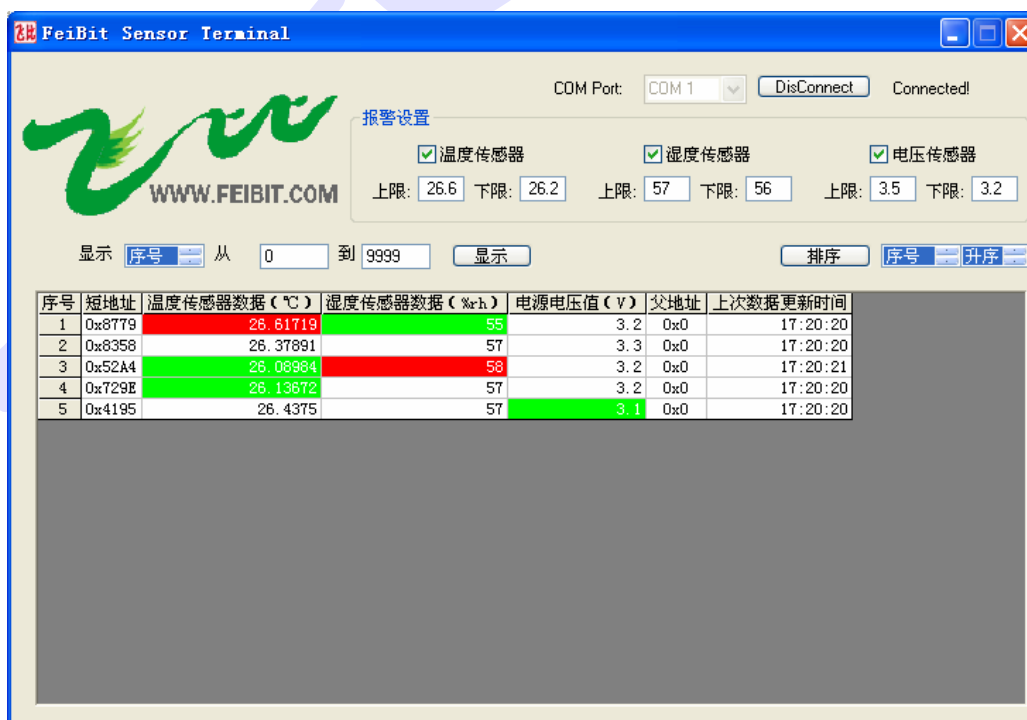 飞比 FeiBit Sensor Terminal
COM Port: COM 1 DisConnect Connected!
报警设置
温度传感器 湿度传感器 电压传感器
上限: 26.6 下限: 26.2 上限: 57 下限: 56 上限: 3.5 下限: 3.2
WWW.FEIBIT.COM
显示 序号 从 0 到 9999 显示 排序 序号 升序
序号 短地址 温度传感器数据(℃) 湿度传感器数据(%rh) 电源电压值(V) 父地址 上次数据更新时间
1 0x8779 26.61719 55 3.2 0x0 17:20:20
2 0x8358 26.37891 57 3.3 0x0 17:20:20
3 0x52A4 26.08984 58 3.2 0x0 17:20:21
4 0x729E 26.13672 57 3.2 0x0 17:20:20
5 0x4195 26.4375 57 3.1 0x0 17:20:20